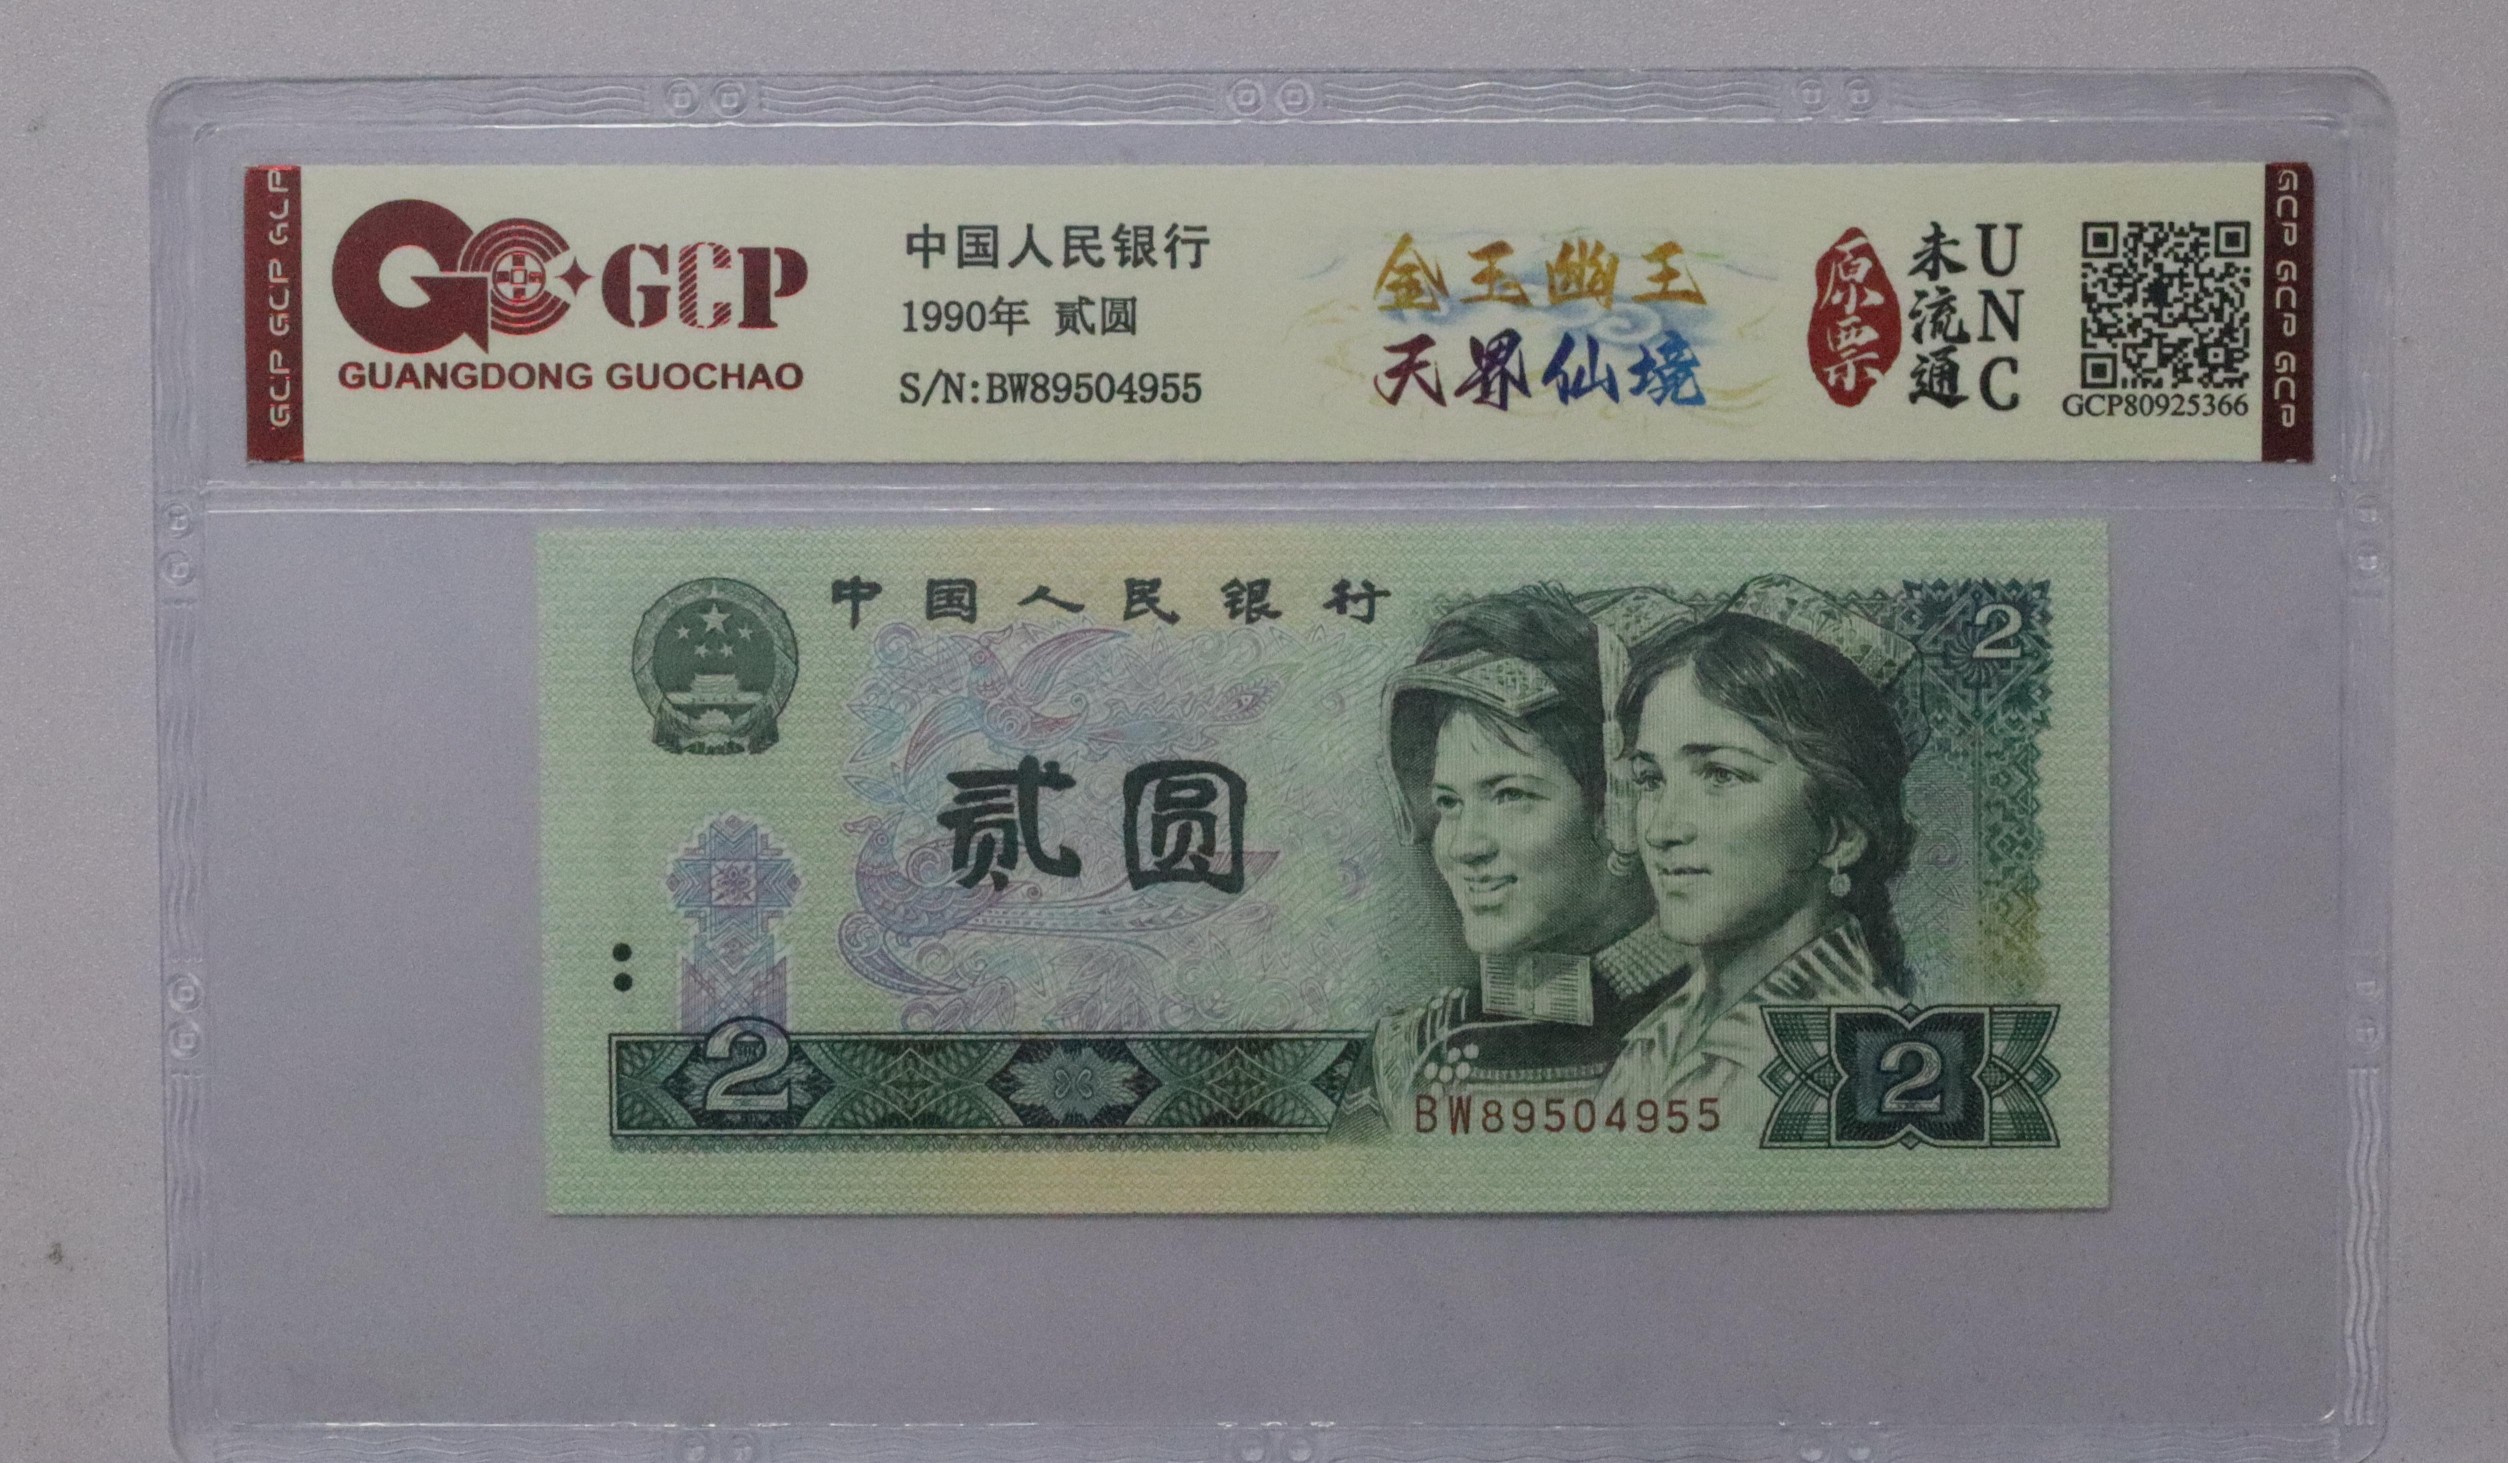 GCP GCP GCP
GCP
GUANGDONG GUOCHAO
中国人民银行
1990年 贰圆
S/N:BW89504955
金玉幽王
天界仙境
原票
未流通
UNC
GCP80925366
GCP GCP GCP
中国人民银行
2
贰圆
2
BW89504955
2